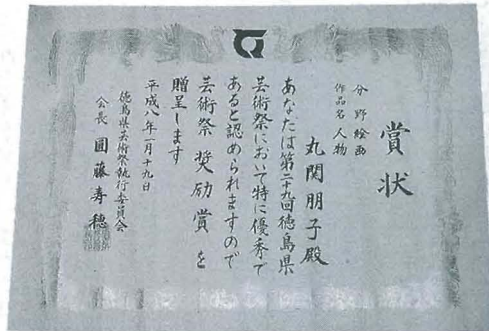 賞状
分野絵画
作品名人物
丸関朋子殿
あなたは第二十九回徳島県
芸術祭において特に優秀で
あると認められますので
芸術祭奨励賞を
贈呈します
平成八年一月十九日
徳島県芸術祭執行委員会
会長 圓藤寿穂